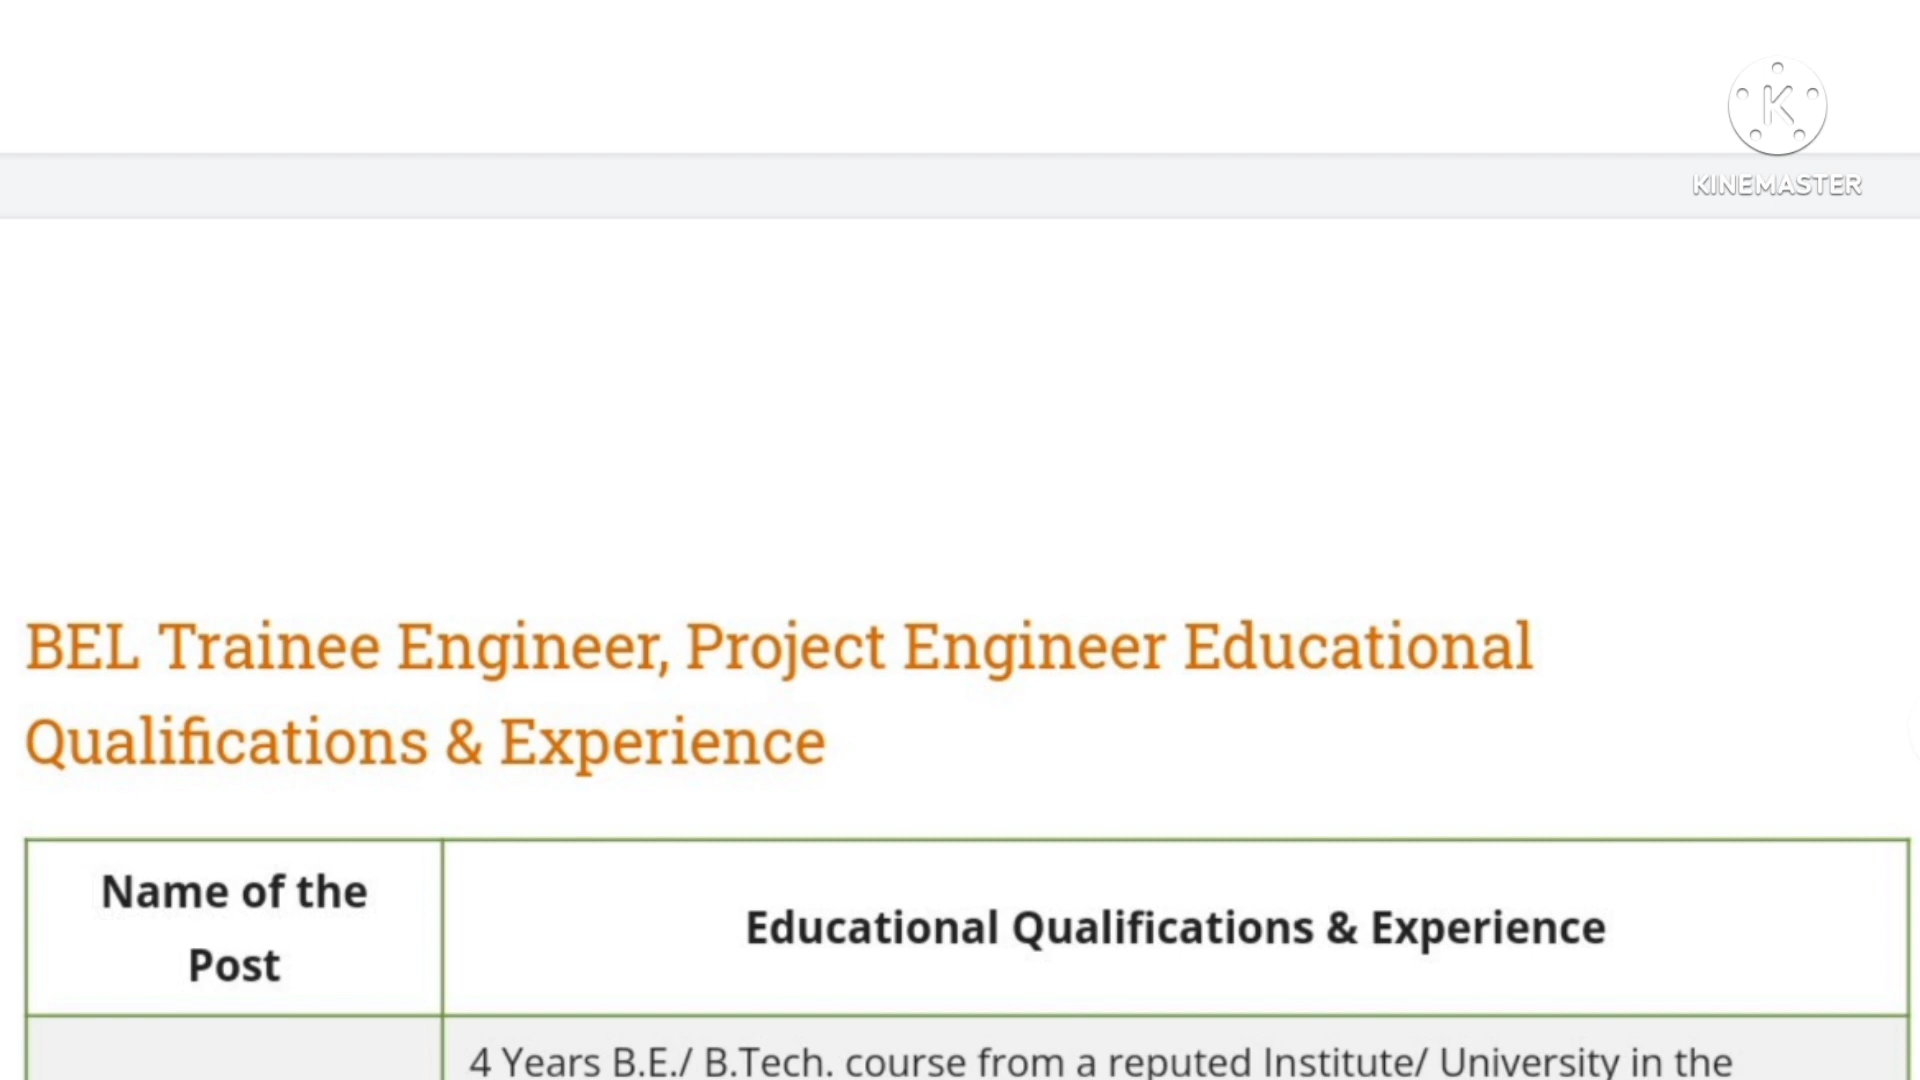 K
KINEMASTER
BEL Trainee Engineer, Project Engineer Educational
Qualifications & Experience
Name of the
Post
Educational Qualifications & Experience
4 Years B.E./ B.Tech. course from a reputed Institute/ University in the